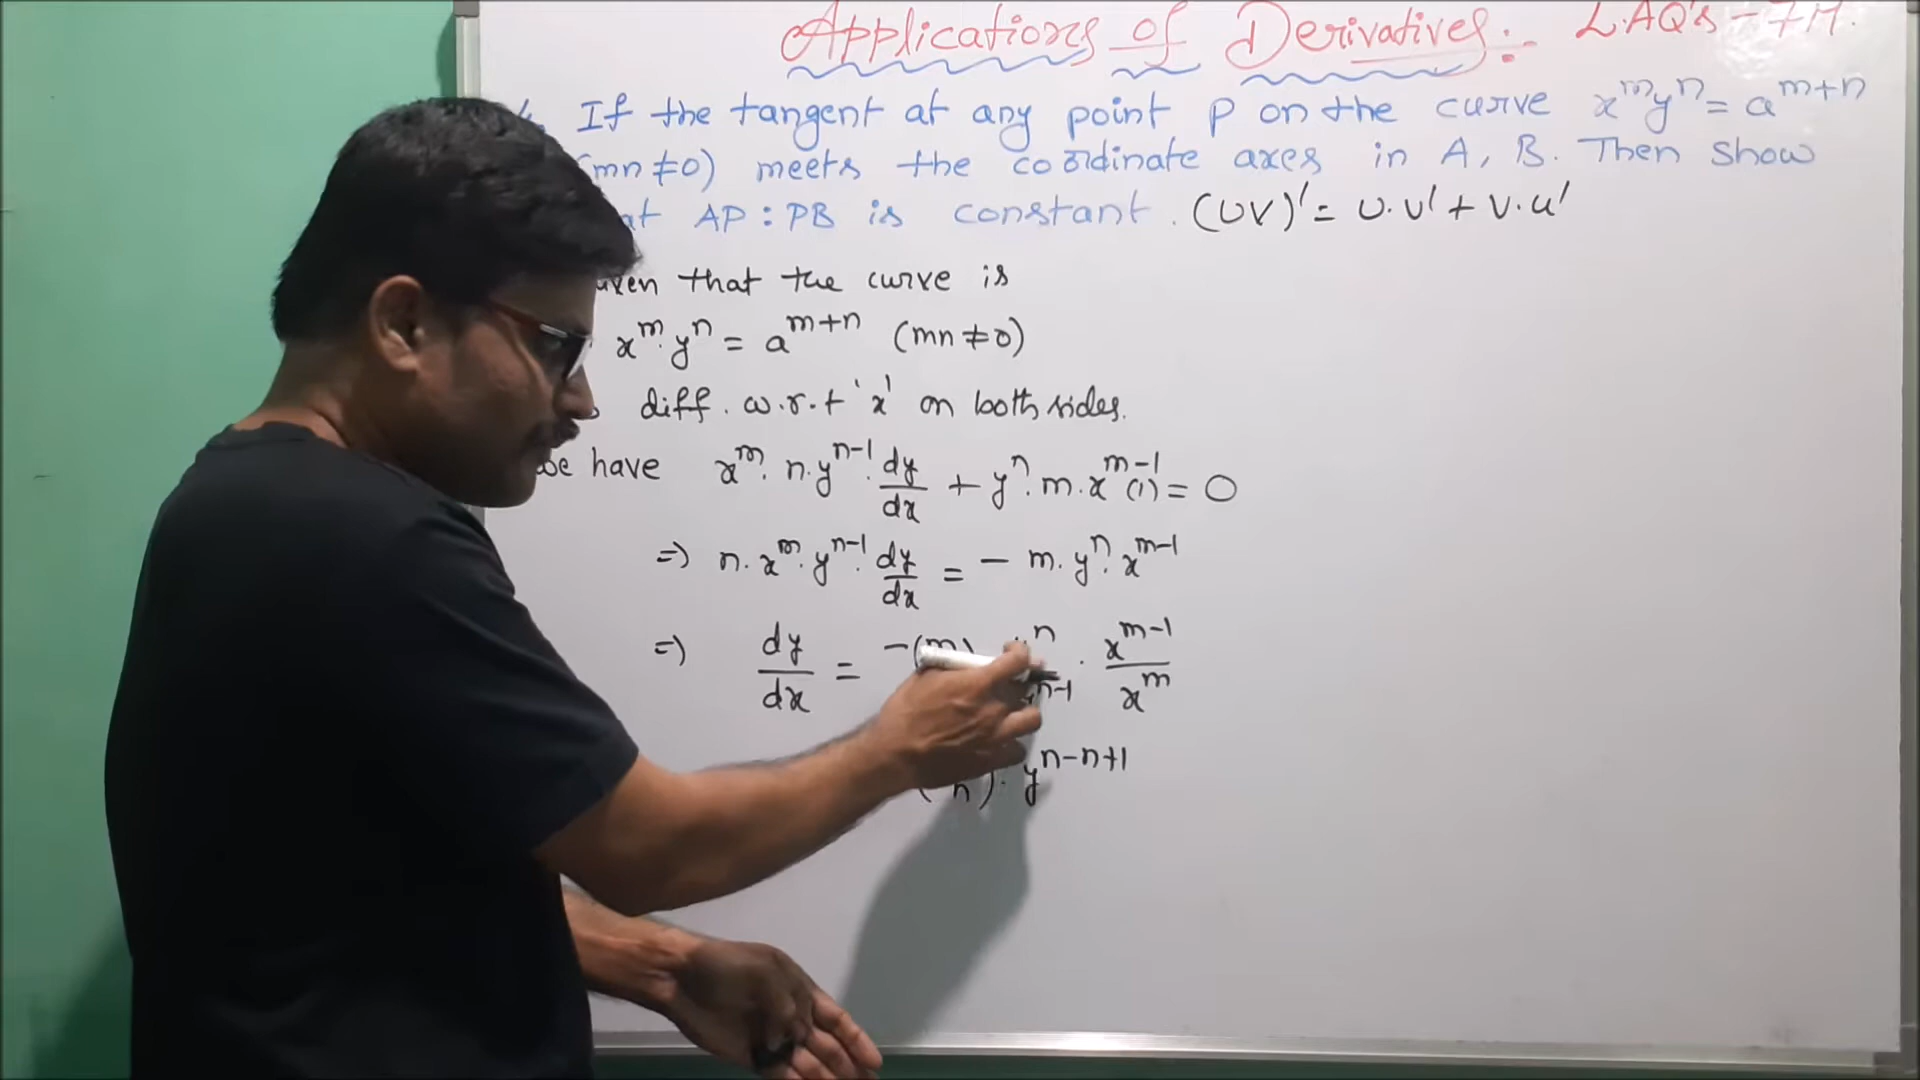 Applications of Derivatives:- L.AQ's - 7M.
If the tangent at any point P on the curve x^m y^n = a^{m+n}
(mn ≠ 0) meets the coordinate axes in A, B. Then show
AP : PB is constant. (UV)' = U.V' + V.U'
that the curve is
x^m . y^n = a^{m+n} (mn ≠ 0)
diff. w.r.t 'x' on both sides.
have x^m . n . y^{n-1} . dy/dx + y^n . m . x^{m-1} (1) = 0
=> n . x^m . y^{n-1} . dy/dx = - m . y^n . x^{m-1}
=> dy/dx = -(m) n / n-1 . x^{m-1} / x^m
n) . y^{n-n+1}